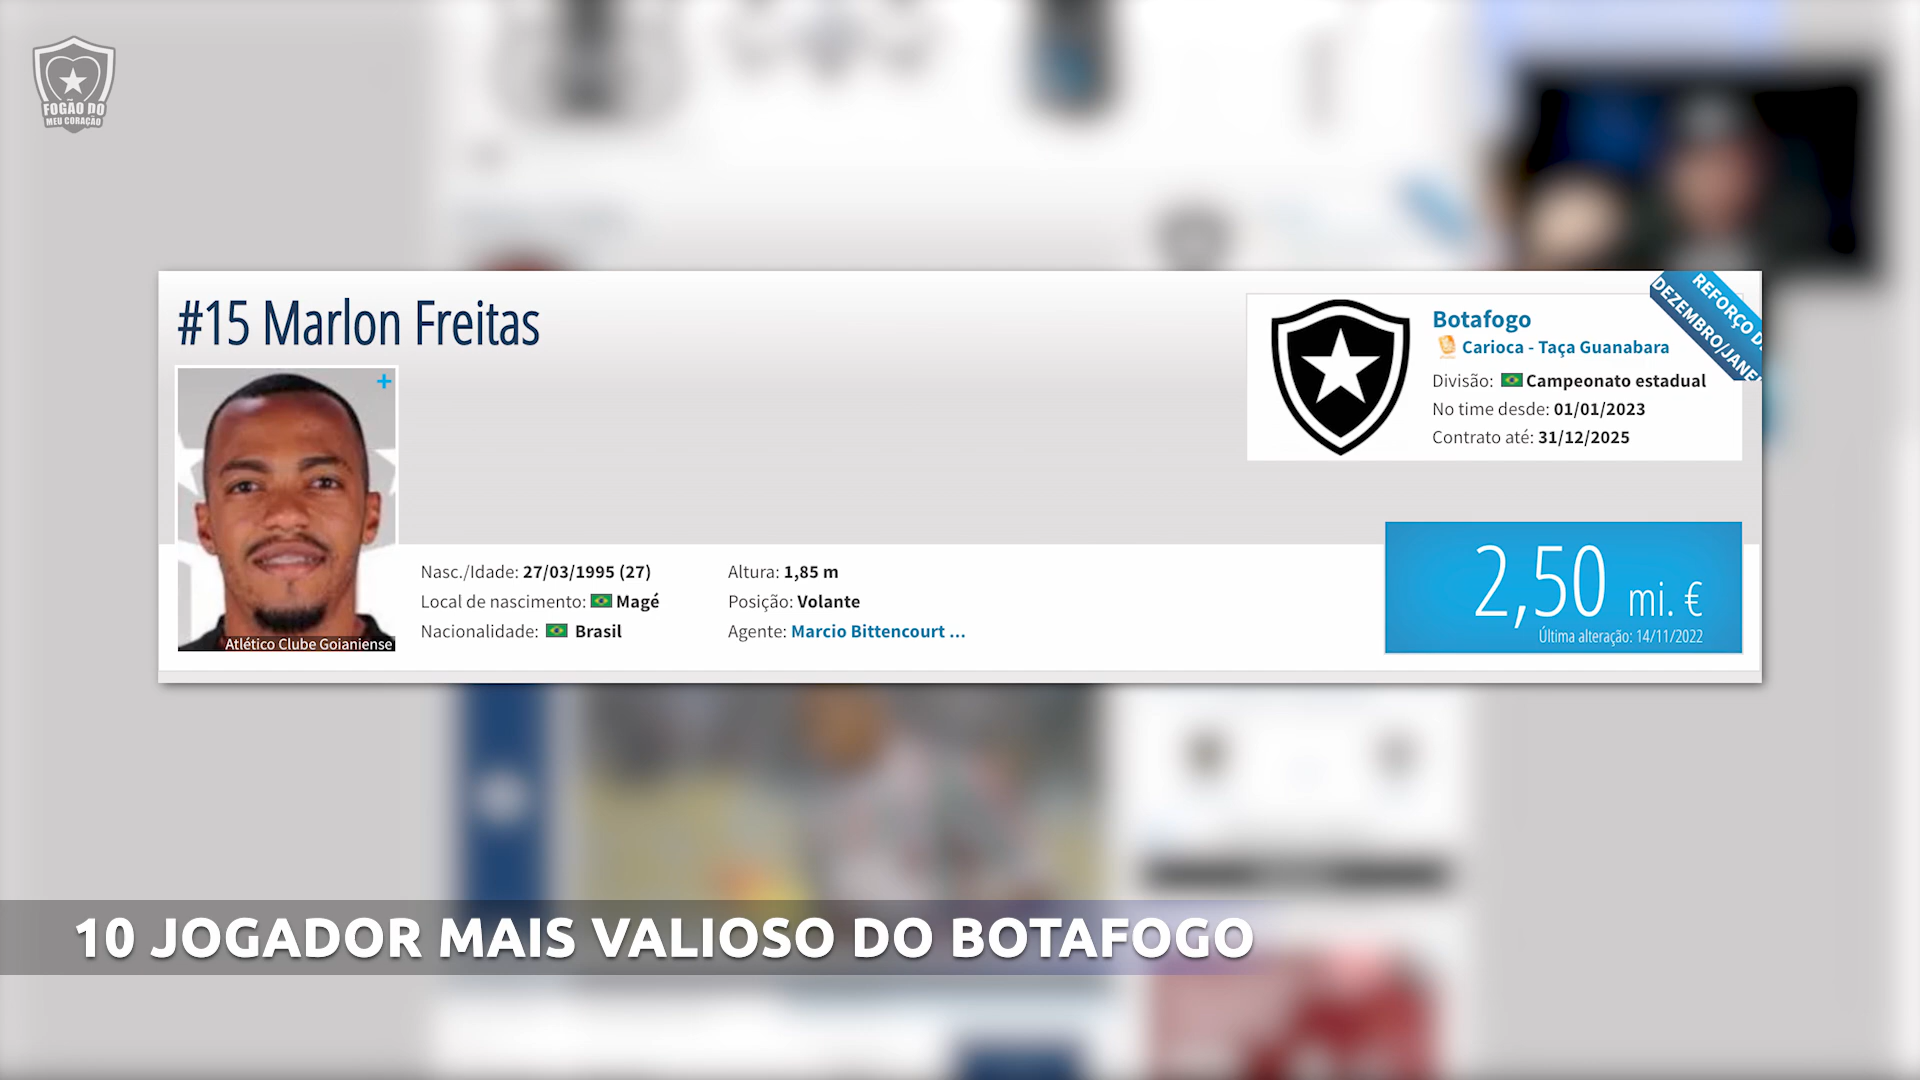 FOGÃO DO
MEU CORAÇÃO
#15 Marlon Freitas
+
Atlético Clube Goianiense
Nasc./Idade: 27/03/1995 (27)
Local de nascimento: Magé
Nacionalidade: Brasil
Altura: 1,85 m
Posição: Volante
Agente: Marcio Bittencourt ...
Botafogo
Carioca - Taça Guanabara
Divisão: Campeonato estadual
No time desde: 01/01/2023
Contrato até: 31/12/2025
REFORÇO D
DEZEMBRO/JANE
2,50 mi. €
Última alteração: 14/11/2022
10 JOGADOR MAIS VALIOSO DO BOTAFOGO